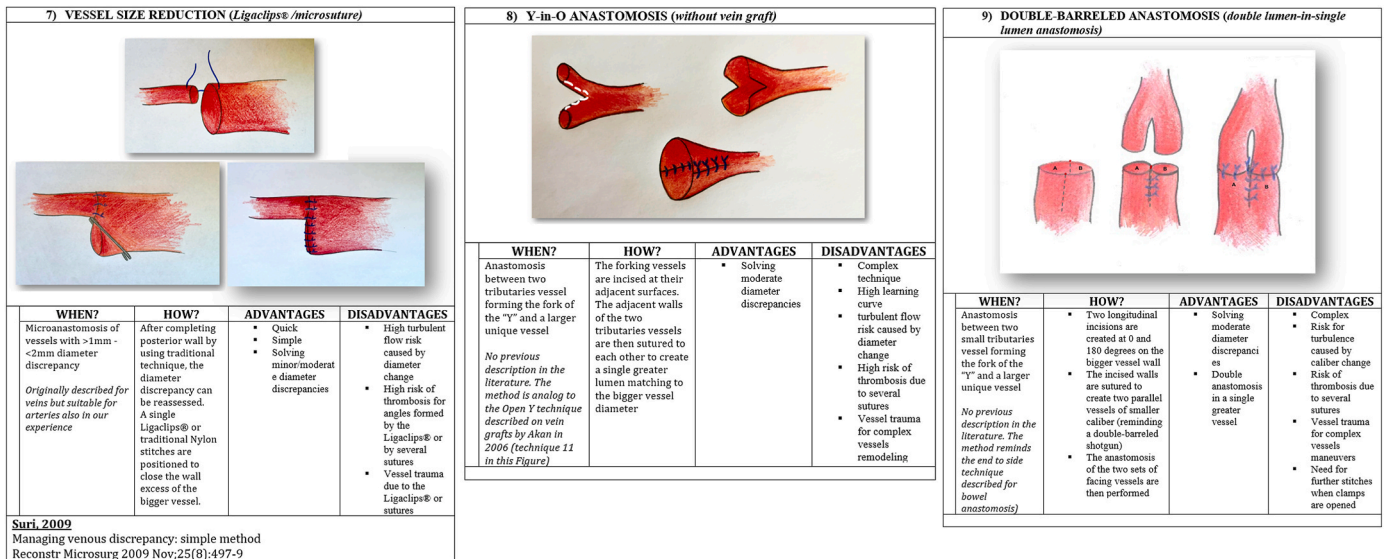 7) VESSEL SIZE REDUCTION (Ligaclips® /microsuture)
WHEN?
Microanastomosis of
vessels with >1mm -
<2mm diameter
discrepancy
Originally described for
veins but suitable for
arteries also in our
experience
HOW?
After completing
posterior wall by
using traditional
technique, the
diameter
discrepancy can
be reassessed.
A single
Ligaclips® or
traditional Nylon
stitches are
positioned to
close the wall
excess of the
bigger vessel.
ADVANTAGES
▪ Quick
▪ Simple
▪ Solving
minor/moderat
e diameter
discrepancies
DISADVANTAGES
▪ High turbulent
flow risk
caused by
diameter
change
▪ High risk of
thrombosis for
angles formed
by the
Ligaclips® or
by several
sutures
▪ Vessel trauma
due to the
Ligaclips® or
sutures
Suri, 2009
Managing venous discrepancy: simple method
Reconstr Microsurg 2009 Nov;25(8):497-9
8) Y-in-O ANASTOMOSIS (without vein graft)
WHEN?
Anastomosis
between two
tributaries vessel
forming the fork of
the "Y" and a larger
unique vessel
No previous
description in the
literature. The
method is analog to
the Open Y technique
described on vein
grafts by Akan in
2006 (technique 11
in this Figure)
HOW?
The forking vessels
are incised at their
adjacent surfaces.
The adjacent walls
of the two
tributaries vessels
are then sutured to
each other to create
a single greater
lumen matching to
the bigger vessel
diameter
ADVANTAGES
▪ Solving
moderate
diameter
discrepancies
DISADVANTAGES
▪ Complex
technique
▪ High learning
curve
▪ turbulent flow
risk caused by
diameter
change
▪ High risk of
thrombosis due
to several
sutures
▪ Vessel trauma
for complex
vessels
remodeling
9) DOUBLE-BARRELED ANASTOMOSIS (double lumen-in-single
lumen anastomosis)
A B
A B
A B
WHEN?
Anastomosis
between two
small tributaries
vessel forming
the fork of the
"Y" and a larger
unique vessel
No previous
description in the
literature. The
method reminds
the end to side
technique
described for
bowel
anastomosis)
HOW?
▪ Two longitudinal
incisions are
created at 0 and
180 degrees on the
bigger vessel wall
▪ The incised walls
are sutured to
create two parallel
vessels of smaller
caliber (reminding
a double-barreled
shotgun)
▪ The anastomosis
of the two sets of
facing vessels are
then performed
ADVANTAGES
▪ Solving
moderate
diameter
discrepanci
es
▪ Double
anastomosis
in a single
greater
vessel
DISADVANTAGES
▪ Complex
▪ Risk for
turbulence
caused by
caliber change
▪ Risk of
thrombosis due
to several
sutures
▪ Vessel trauma
for complex
vessels
maneuvers
▪ Need for
further stitches
when clamps
are opened